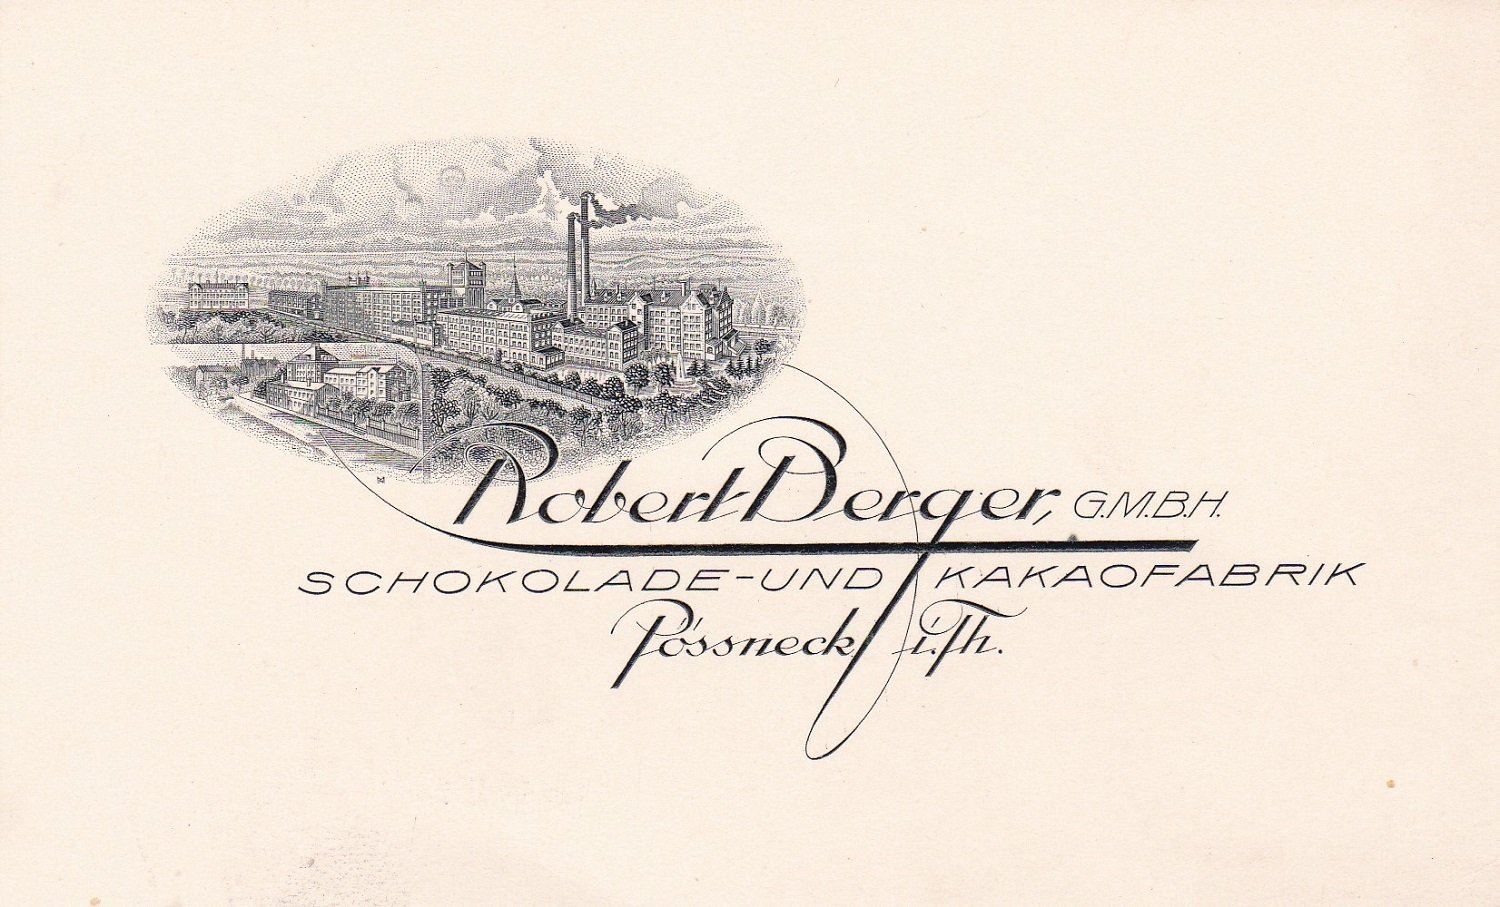 Robert Berger, G.M.B.H.
SCHOKOLADE-UND KAKAOFABRIK
Pössneck i. Th.